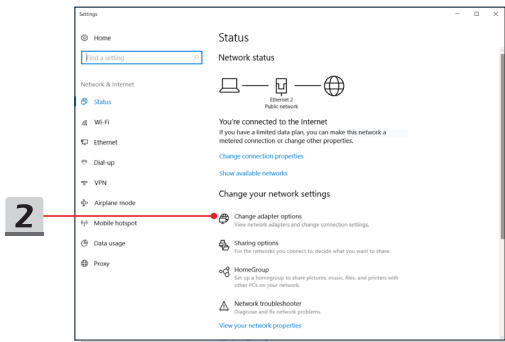 Settings
Home
Find a setting
Network & Internet
Status
Wi-Fi
Ethernet
Dial-up
VPN
Airplane mode
Mobile hotspot
Data usage
Proxy
2
Status
Network status
Ethernet 2
Public network
You're connected to the Internet
If you have a limited data plan, you can make this network a
metered connection or change other properties.
Change connection properties
Show available networks
Change your network settings
Change adapter options
View network adapters and change connection settings.
Sharing options
For the networks you connect to, decide what you want to share.
HomeGroup
Set up a homegroup to share pictures, music, files, and printers with
other PCs on your network.
Network troubleshooter
Diagnose and fix network problems.
View your network properties